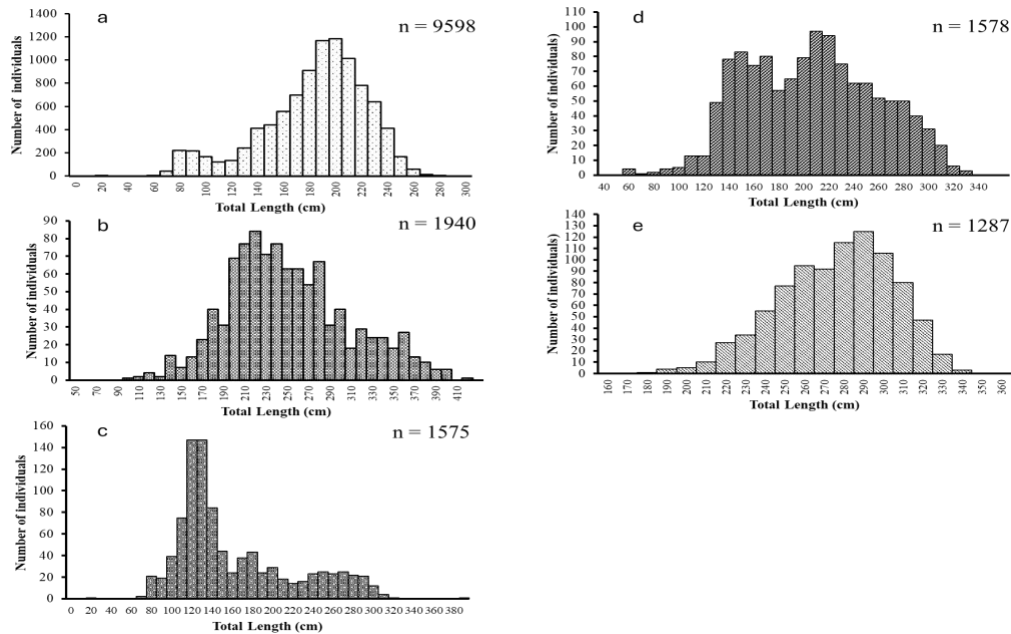 a
n = 9598
Number of individuals
1400
1200
1000
800
600
400
200
0
0 20 40 60 80 100 120 140 160 180 200 220 240 260 280 300
Total Length (cm)
b
n = 1940
Number of individuals
90
80
70
60
50
40
30
20
10
0
50 70 90 110 130 150 170 190 210 230 250 270 290 310 330 350 370 390 410
Total Length (cm)
c
n = 1575
Number of individuals
160
140
120
100
80
60
40
20
0
0 20 40 60 80 100 120 140 160 180 200 220 240 260 280 300 320 340 360 380
Total Length (cm)
d
n = 1578
Number of individuals)
110
100
90
80
70
60
50
40
30
20
10
0
40 60 80 100 120 140 160 180 200 220 240 260 280 300 320 340
Total Length (cm)
e
n = 1287
Number of individuals)
140
130
120
110
100
90
80
70
60
50
40
30
20
10
0
160 170 180 190 200 210 220 230 240 250 260 270 280 290 300 310 320 330 340 350 360
Total Length (cm)